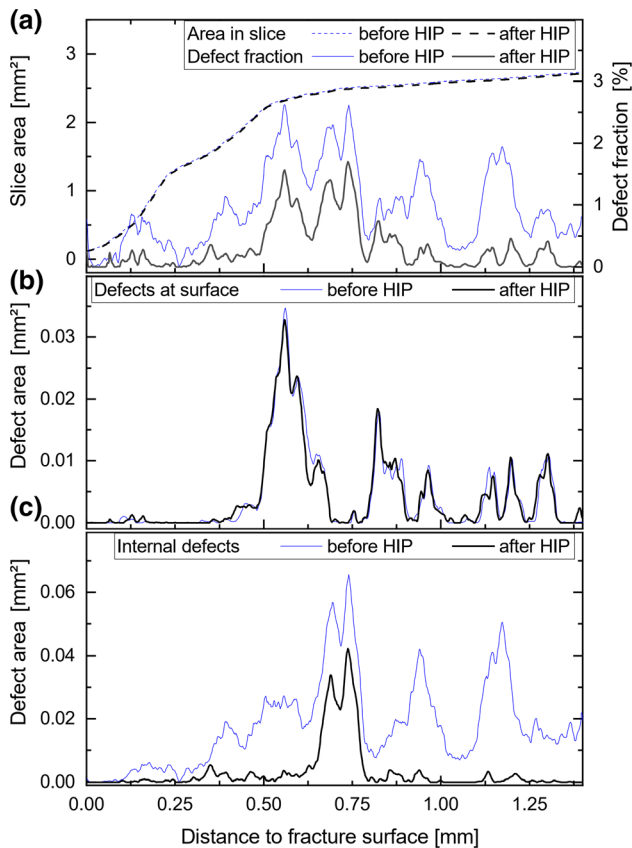 (a)
Area in slice before HIP after HIP
Defect fraction before HIP after HIP
Slice area [mm²]
3
2
1
0
Defect fraction [%]
3
2
1
0
(b)
Defects at surface before HIP after HIP
Defect area [mm²]
0.03
0.02
0.01
0.00
(c)
Internal defects before HIP after HIP
Defect area [mm²]
0.06
0.04
0.02
0.00
0.00 0.25 0.50 0.75 1.00 1.25
Distance to fracture surface [mm]